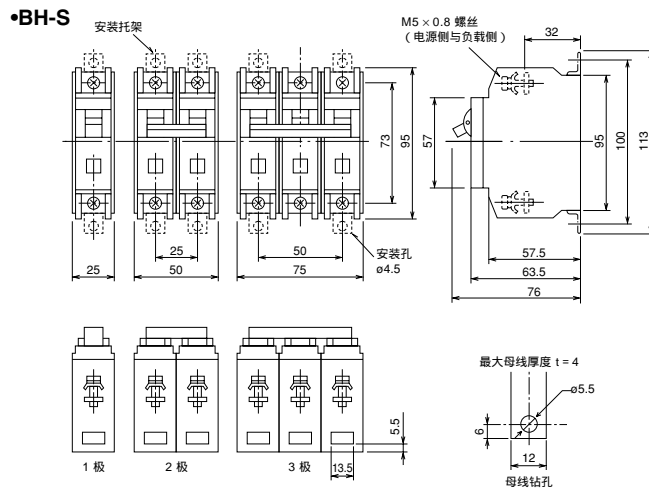 •BH-S
安装托架
M5 × 0.8 螺丝
（电源侧与负载侧）
32
73
95
57
95
100
113
25
50
安装孔
ø4.5
25
50
75
57.5
63.5
76
最大母线厚度 t = 4
ø5.5
6
12
母线钻孔
5.5
13.5
1 极
2 极
3 极